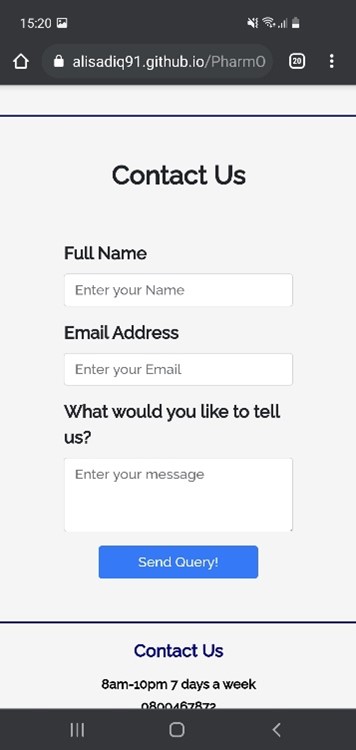 15:20
alisadiq91.github.io/PharmO
20
Contact Us
Full Name
Enter your Name
Email Address
Enter your Email
What would you like to tell
us?
Enter your message
Send Query!
Contact Us
8am-10pm 7 days a week
0800467872